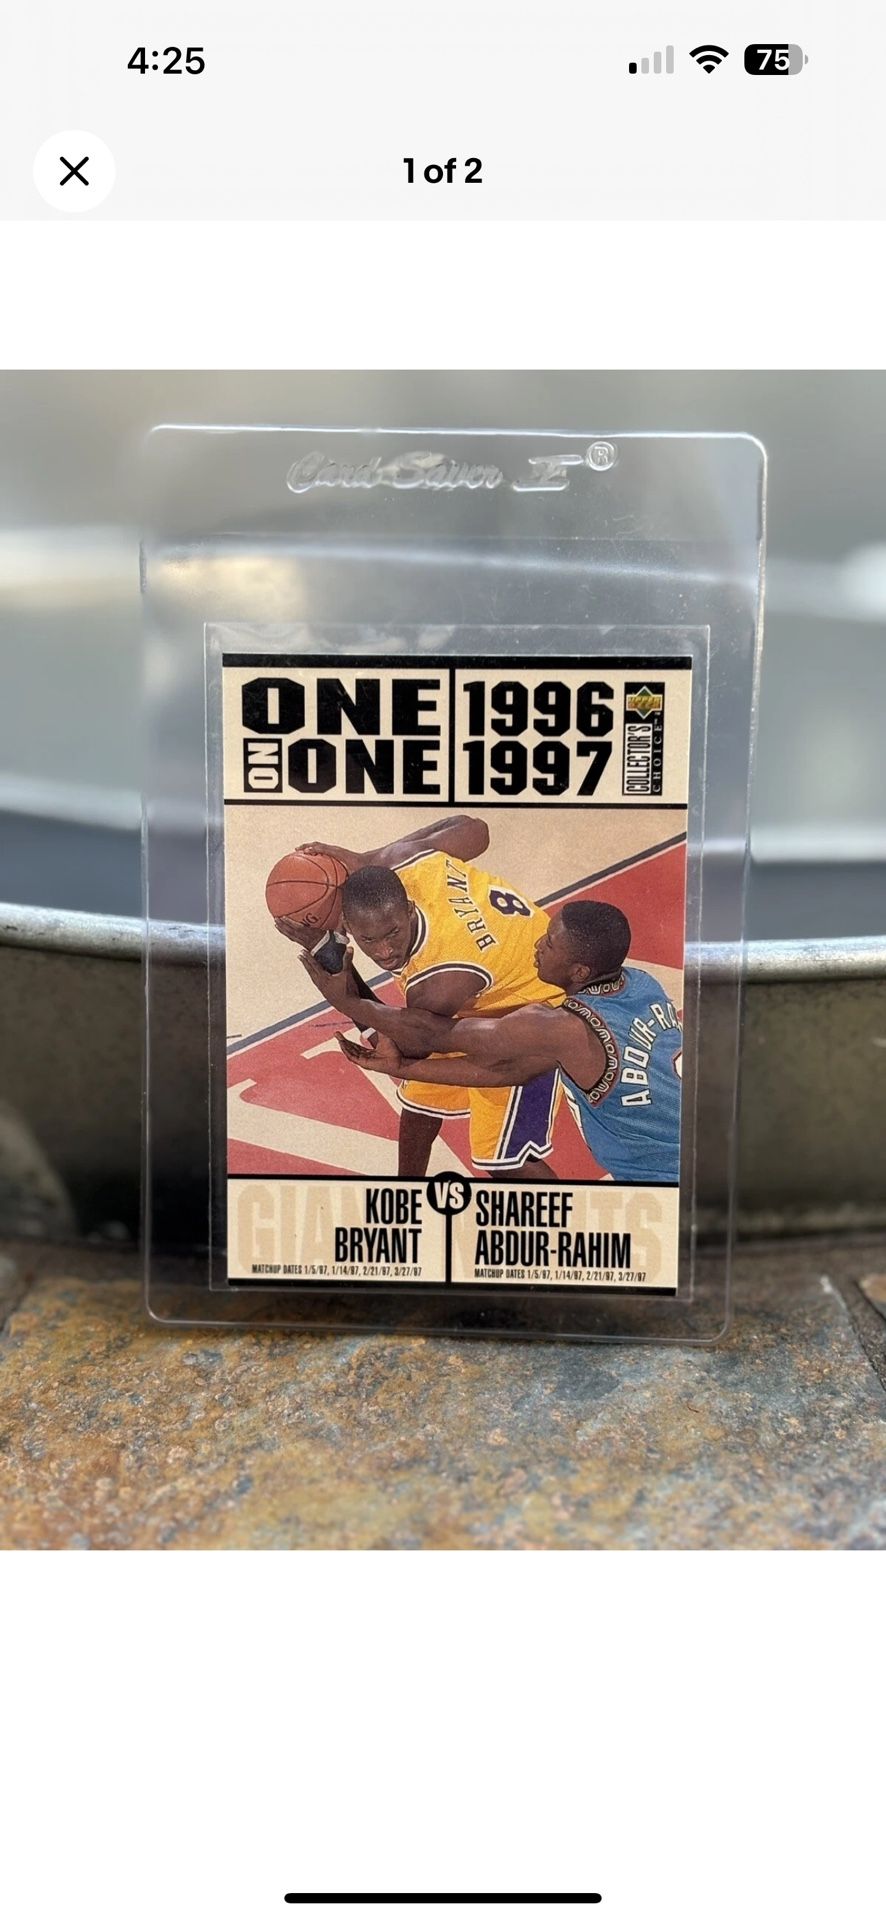 4:25
75
1 of 2
Card Saver I®
ONE
ON ONE
1996
1997
UPPER DECK
COLLECTOR'S
CHOICE
BRYANT
8
ABDUR-RA
GIANTS
KOBE
BRYANT
VS
SHAREEF
ABDUR-RAHIM
MATCHUP DATES 1/5/97, 1/14/97, 2/21/97, 3/27/97
MATCHUP DATES 1/5/97, 1/14/97, 2/21/97, 3/27/97